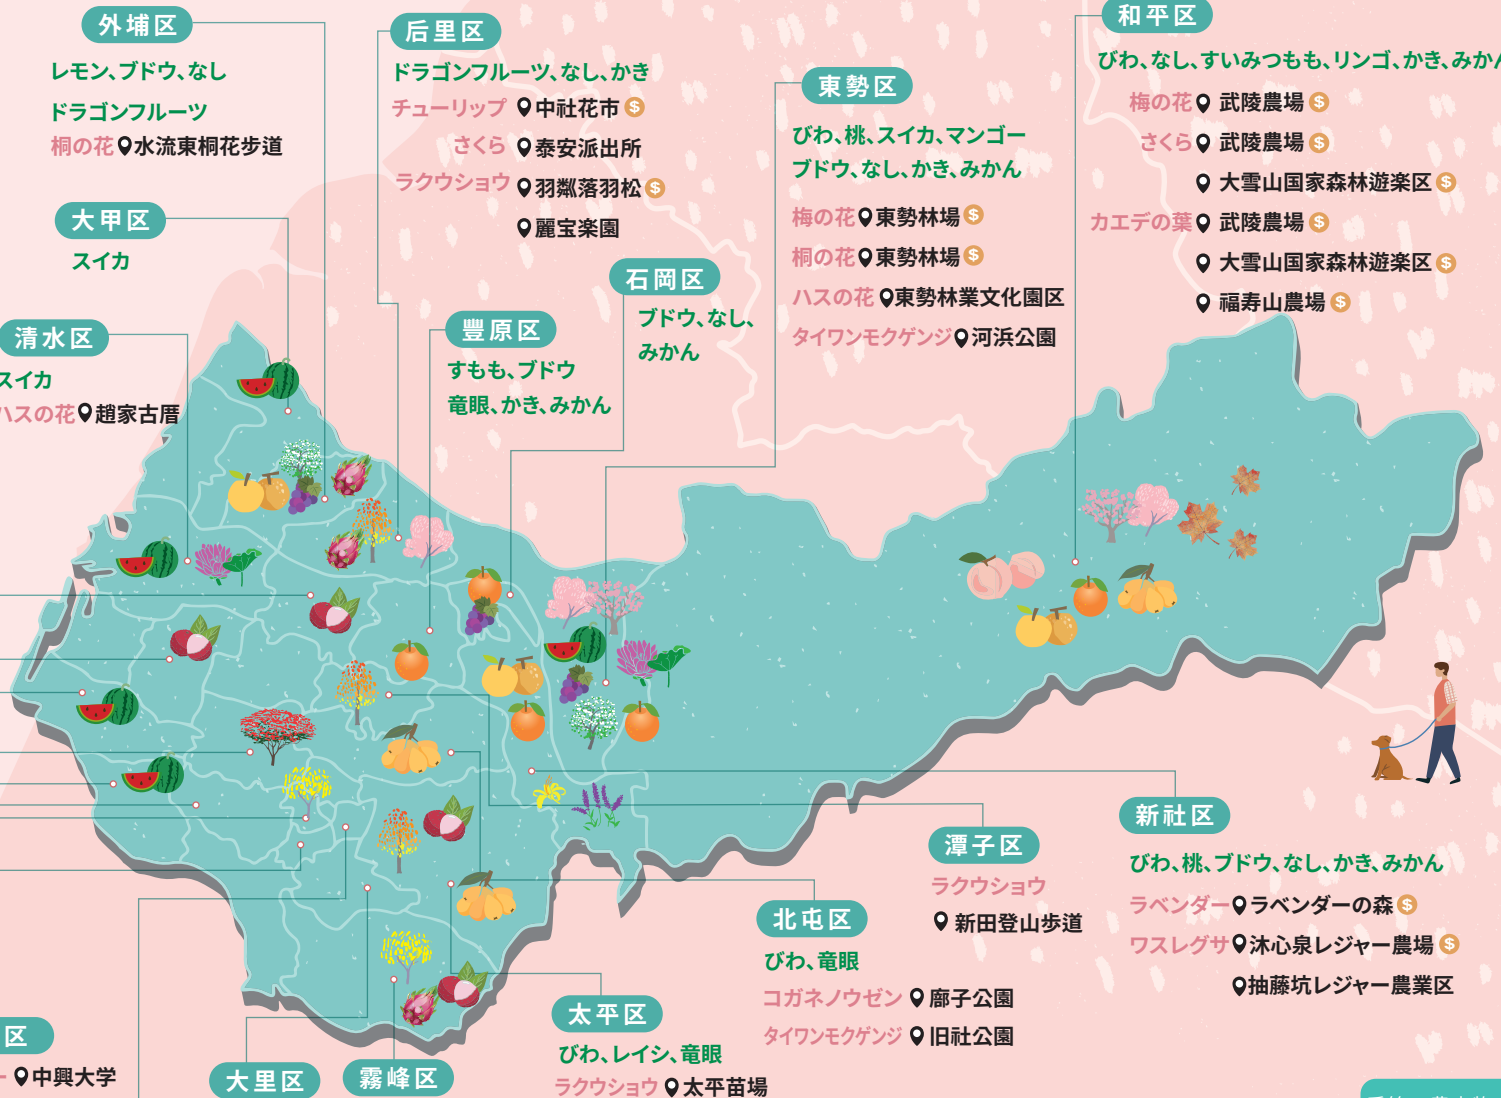 外埔区
レモン、ブドウ、なし
ドラゴンフルーツ
桐の花 水流東桐花歩道
大甲区
スイカ
清水区
スイカ
ハスの花 趙家古厝
后里区
ドラゴンフルーツ、なし、かき
チューリップ 中社花市 $
さくら 泰安派出所
ラクウショウ 羽粼落羽松 $
麗宝楽園
豐原区
すもも、ブドウ
竜眼、かき、みかん
石岡区
ブドウ、なし、
みかん
東勢区
びわ、桃、スイカ、マンゴー
ブドウ、なし、かき、みかん
梅の花 東勢林場 $
桐の花 東勢林場 $
ハスの花 東勢林業文化園区
タイワンモクゲンジ 河浜公園
和平区
びわ、なし、すいみつもも、リンゴ、かき、みかん
梅の花 武陵農場 $
さくら 武陵農場 $
大雪山国家森林遊楽区 $
カエデの葉 武陵農場 $
大雪山国家森林遊楽区 $
福寿山農場 $
新社区
びわ、桃、ブドウ、なし、かき、みかん
ラベンダー ラベンダーの森 $
ワスレグサ 沐心泉レジャー農場 $
抽藤坑レジャー農業区
潭子区
ラクウショウ
新田登山歩道
北屯区
びわ、竜眼
コガネノウゼン 廍子公園
タイワンモクゲンジ 旧社公園
太平区
びわ、レイシ、竜眼
ラクウショウ 太平苗場
霧峰区
大里区
区
ー 中興大学